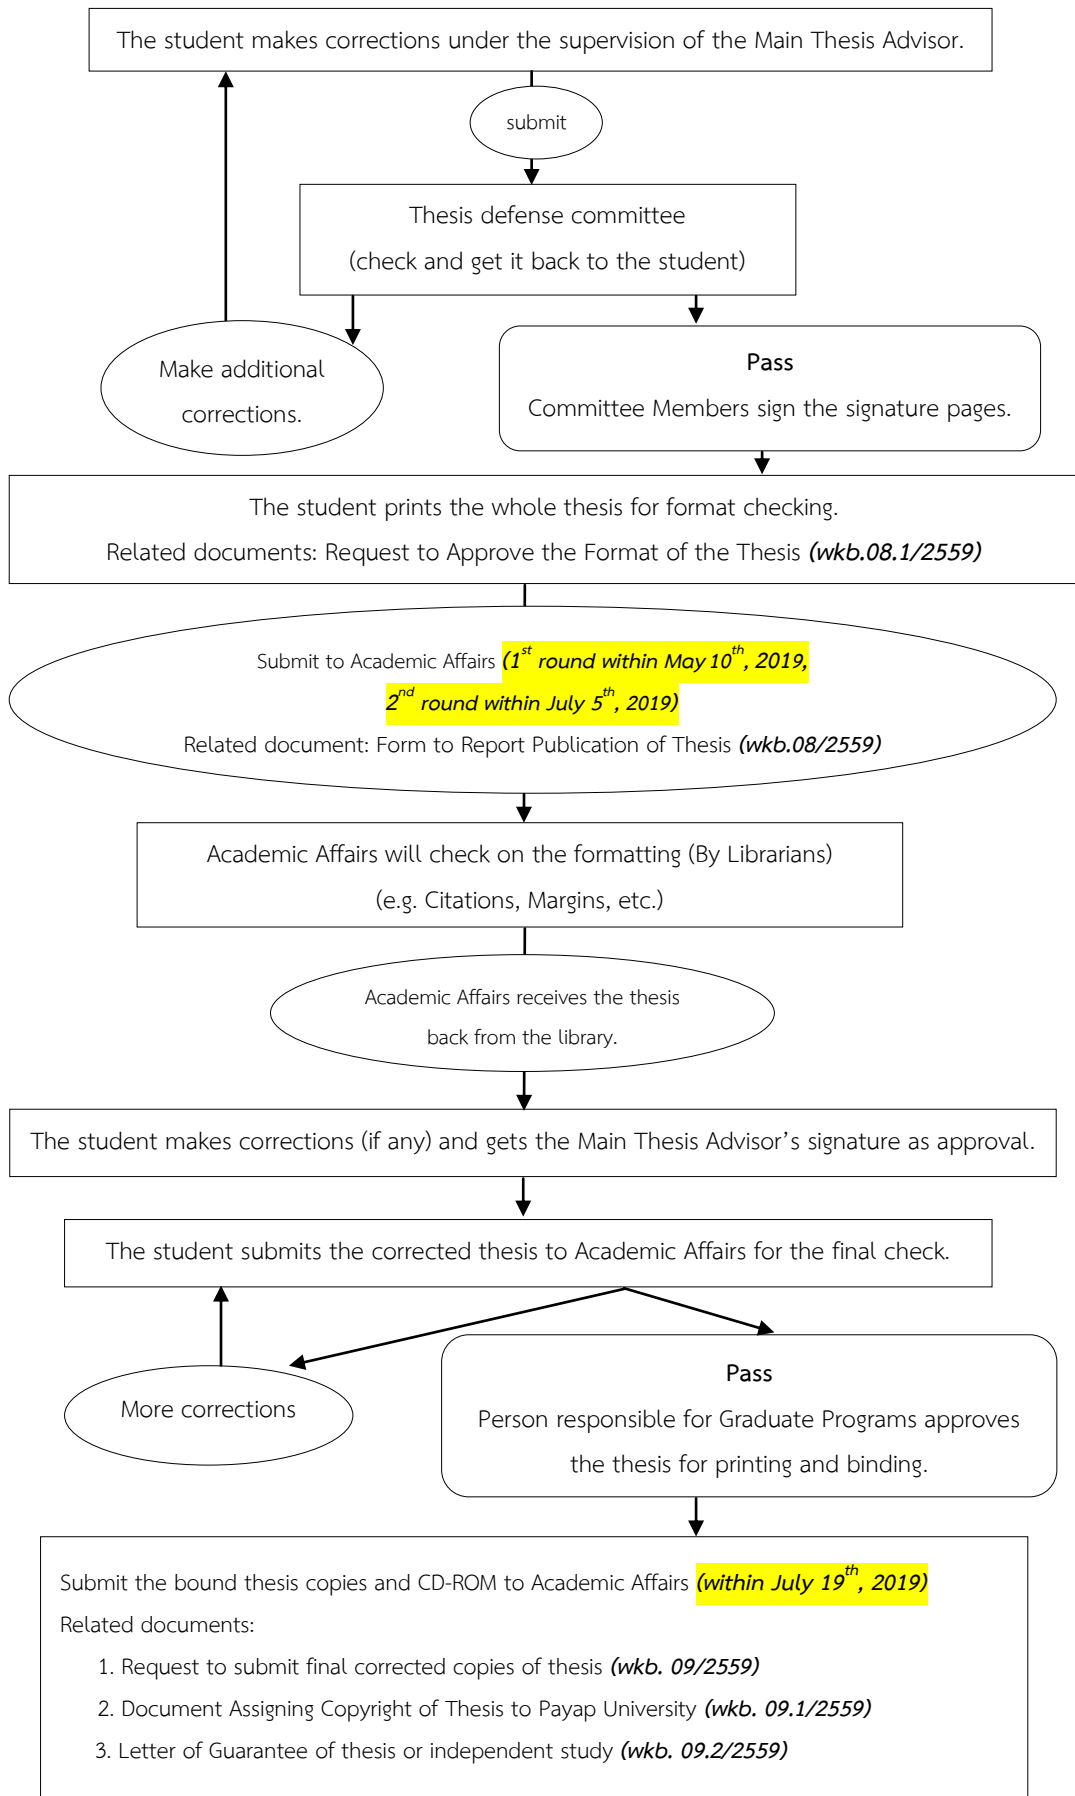 The student makes corrections under the supervision of the Main Thesis Advisor.
submit
Thesis defense committee
(check and get it back to the student)
Make additional
corrections.
Pass
Committee Members sign the signature pages.
The student prints the whole thesis for format checking.
Related documents: Request to Approve the Format of the Thesis (wkb.08.1/2559)
Submit to Academic Affairs (1st round within May 10th, 2019,
2nd round within July 5th, 2019)
Related document: Form to Report Publication of Thesis (wkb.08/2559)
Academic Affairs will check on the formatting (By Librarians)
(e.g. Citations, Margins, etc.)
Academic Affairs receives the thesis
back from the library.
The student makes corrections (if any) and gets the Main Thesis Advisor’s signature as approval.
The student submits the corrected thesis to Academic Affairs for the final check.
More corrections
Pass
Person responsible for Graduate Programs approves
the thesis for printing and binding.
Submit the bound thesis copies and CD-ROM to Academic Affairs (within July 19th, 2019)
Related documents:
1. Request to submit final corrected copies of thesis (wkb. 09/2559)
2. Document Assigning Copyright of Thesis to Payap University (wkb. 09.1/2559)
3. Letter of Guarantee of thesis or independent study (wkb. 09.2/2559)